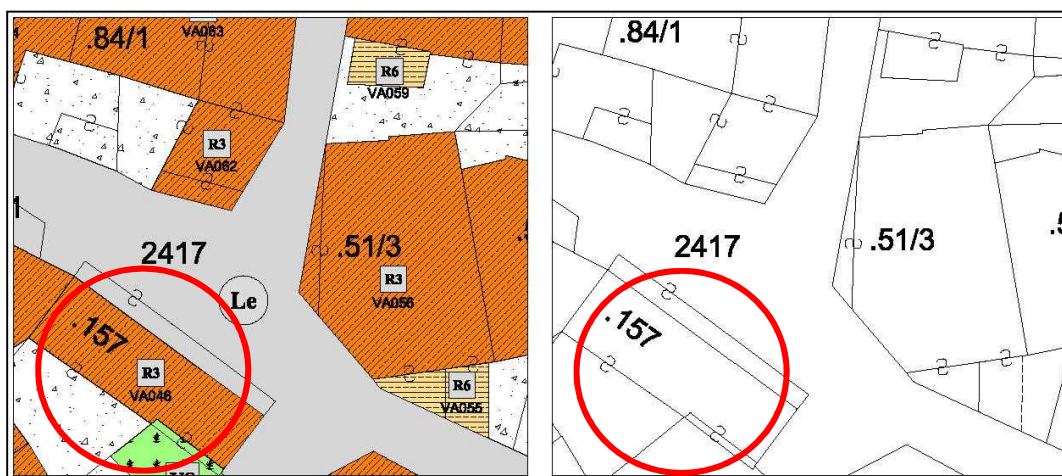 VA063
.84/1
R6
VA059
R3
VA062
2417
.51/3
R3
VA056
Le
.157
R3
VA046
R6
VA055
.84/1
2417
.51/3
.157